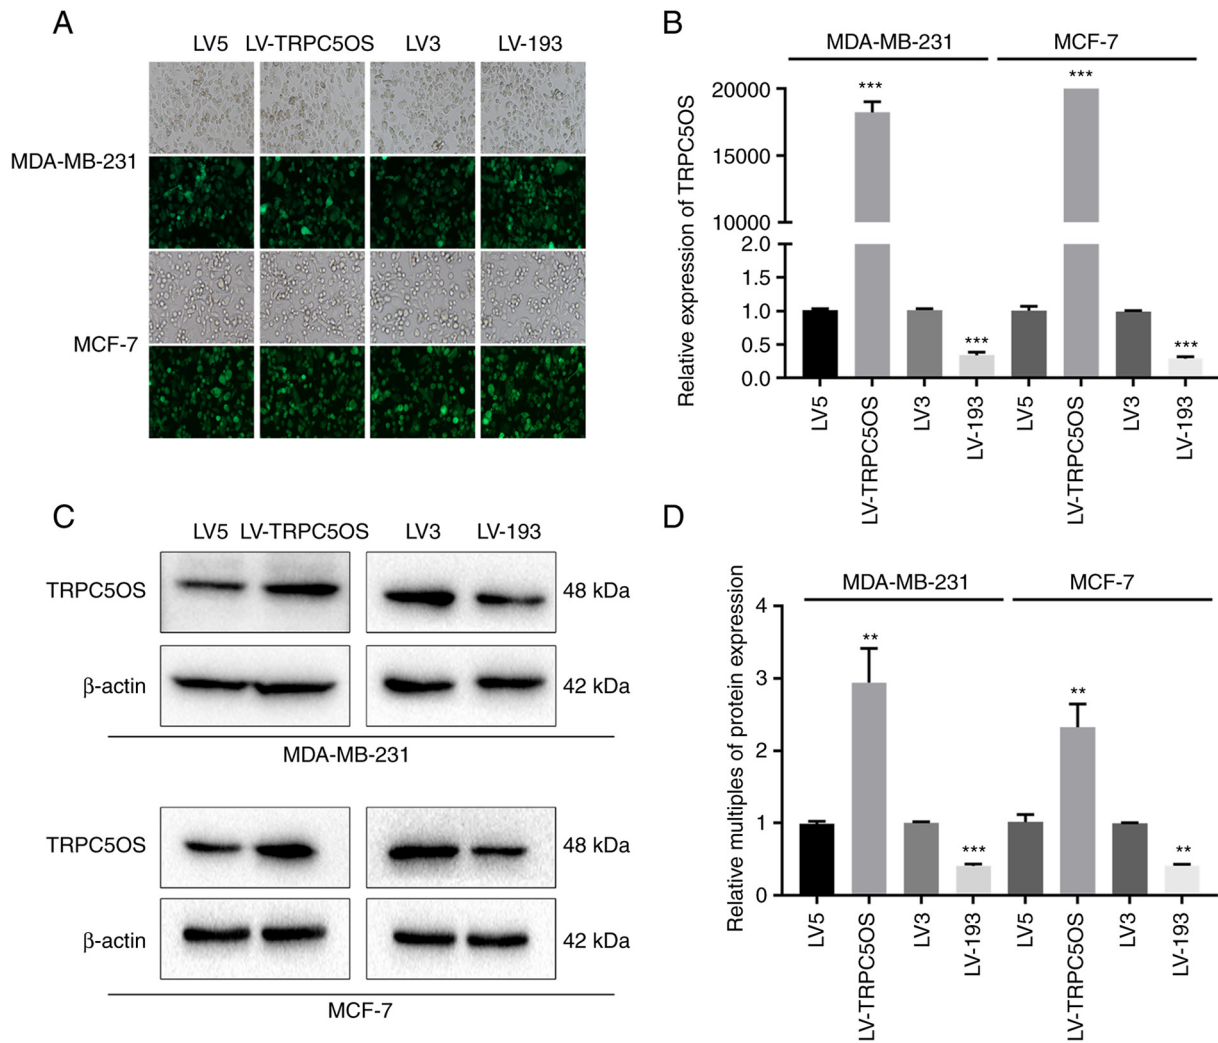 A
LV5 LV-TRPC5OS LV3 LV-193
MDA-MB-231
MCF-7
B
MDA-MB-231 MCF-7
Relative expression of TRPC5OS
20000
15000
10000
2.0
1.5
1.0
0.5
0.0
*** *** *** ***
LV5 LV-TRPC5OS LV3 LV-193 LV5 LV-TRPC5OS LV3 LV-193
C
LV5 LV-TRPC5OS LV3 LV-193
TRPC5OS 48 kDa
β-actin 42 kDa
MDA-MB-231
TRPC5OS 48 kDa
β-actin 42 kDa
MCF-7
D
MDA-MB-231 MCF-7
Relative multiples of protein expression
4
3
2
1
0
** *** ** **
LV5 LV-TRPC5OS LV3 LV-193 LV5 LV-TRPC5OS LV3 LV-193